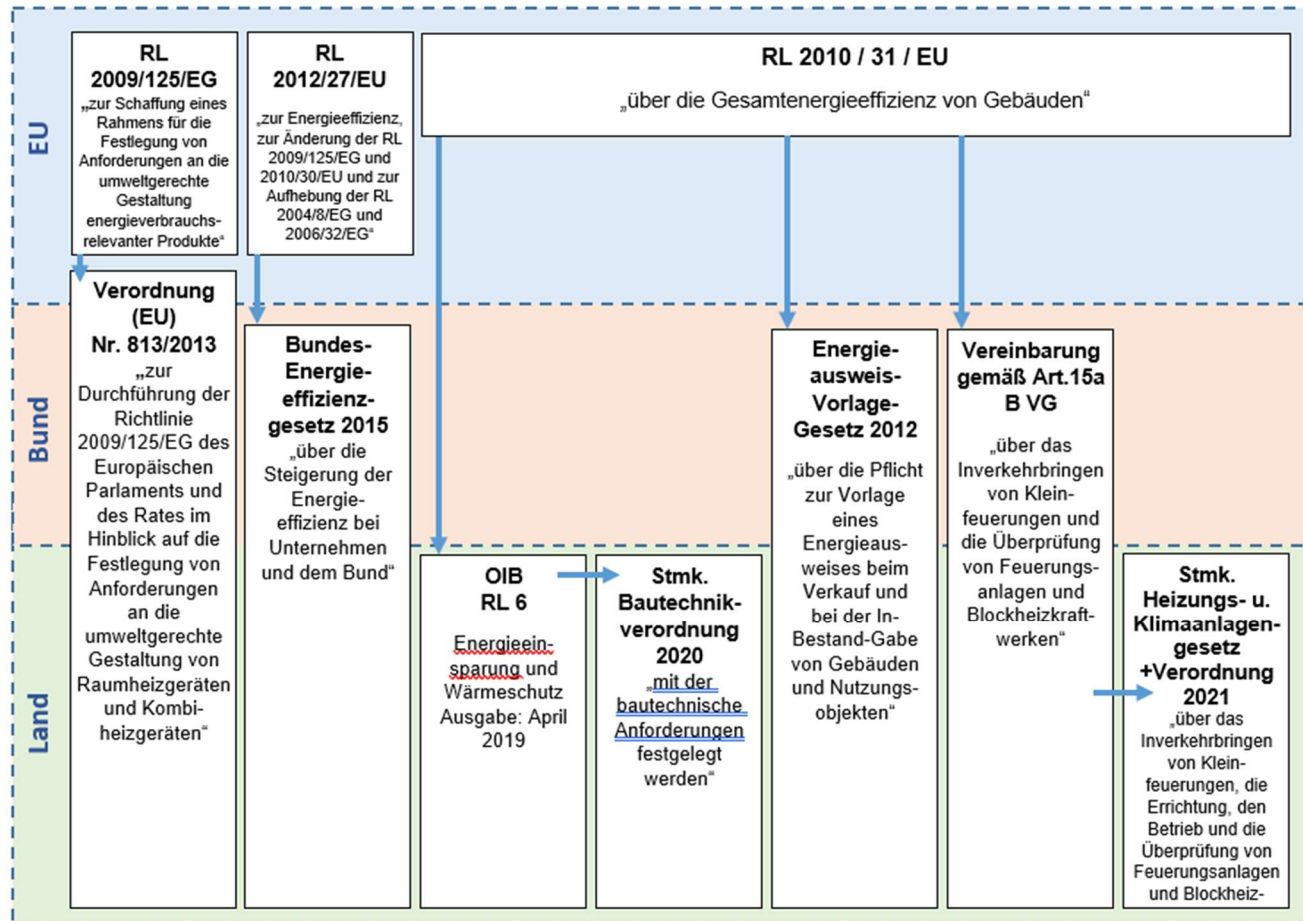 EU
RL
2009/125/EG
„zur Schaffung eines
Rahmens für die
Festlegung von
Anforderungen an die
umweltgerechte
Gestaltung
energieverbrauchs-
relevanter Produkte“
RL
2012/27/EU
„zur Energieeffizienz,
zur Änderung der RL
2009/125/EG und
2010/30/EU und zur
Aufhebung der RL
2004/8/EG und
2006/32/EG“
RL 2010 / 31 / EU
„über die Gesamtenergieeffizienz von Gebäuden“
Bund
Verordnung
(EU)
Nr. 813/2013
„zur
Durchführung der
Richtlinie
2009/125/EG des
Europäischen
Parlaments und
des Rates im
Hinblick auf die
Festlegung von
Anforderungen
an die
umweltgerechte
Gestaltung von
Raumheizgeräten
und Kombi-
heizgeräten“
Bundes-
Energie-
effizienz-
gesetz 2015
„über die
Steigerung der
Energie-
effizienz bei
Unternehmen
und dem Bund“
Energie-
ausweis-
Vorlage-
Gesetz 2012
„über die Pflicht
zur Vorlage
eines
Energieaus-
weises beim
Verkauf und
bei der In-
Bestand-Gabe
von Gebäuden
und Nutzungs-
objekten“
Vereinbarung
gemäß Art.15a
B VG
„über das
Inverkehrbringen
von Klein-
feuerungen und
die Überprüfung
von Feuerungs-
anlagen und
Blockheizkraft-
werken“
Land
OIB
RL 6
Energieein-
sparung und
Wärmeschutz
Ausgabe: April
2019
Stmk.
Bautechnik-
verordnung
2020
„mit der
bautechnische
Anforderungen
festgelegt
werden“
Stmk.
Heizungs- u.
Klimaanlagen-
gesetz
+Verordnung
2021
„über das
Inverkehrbringen
von Klein-
feuerungen, die
Errichtung, den
Betrieb und die
Überprüfung von
Feuerungsanlagen
und Blockheiz-